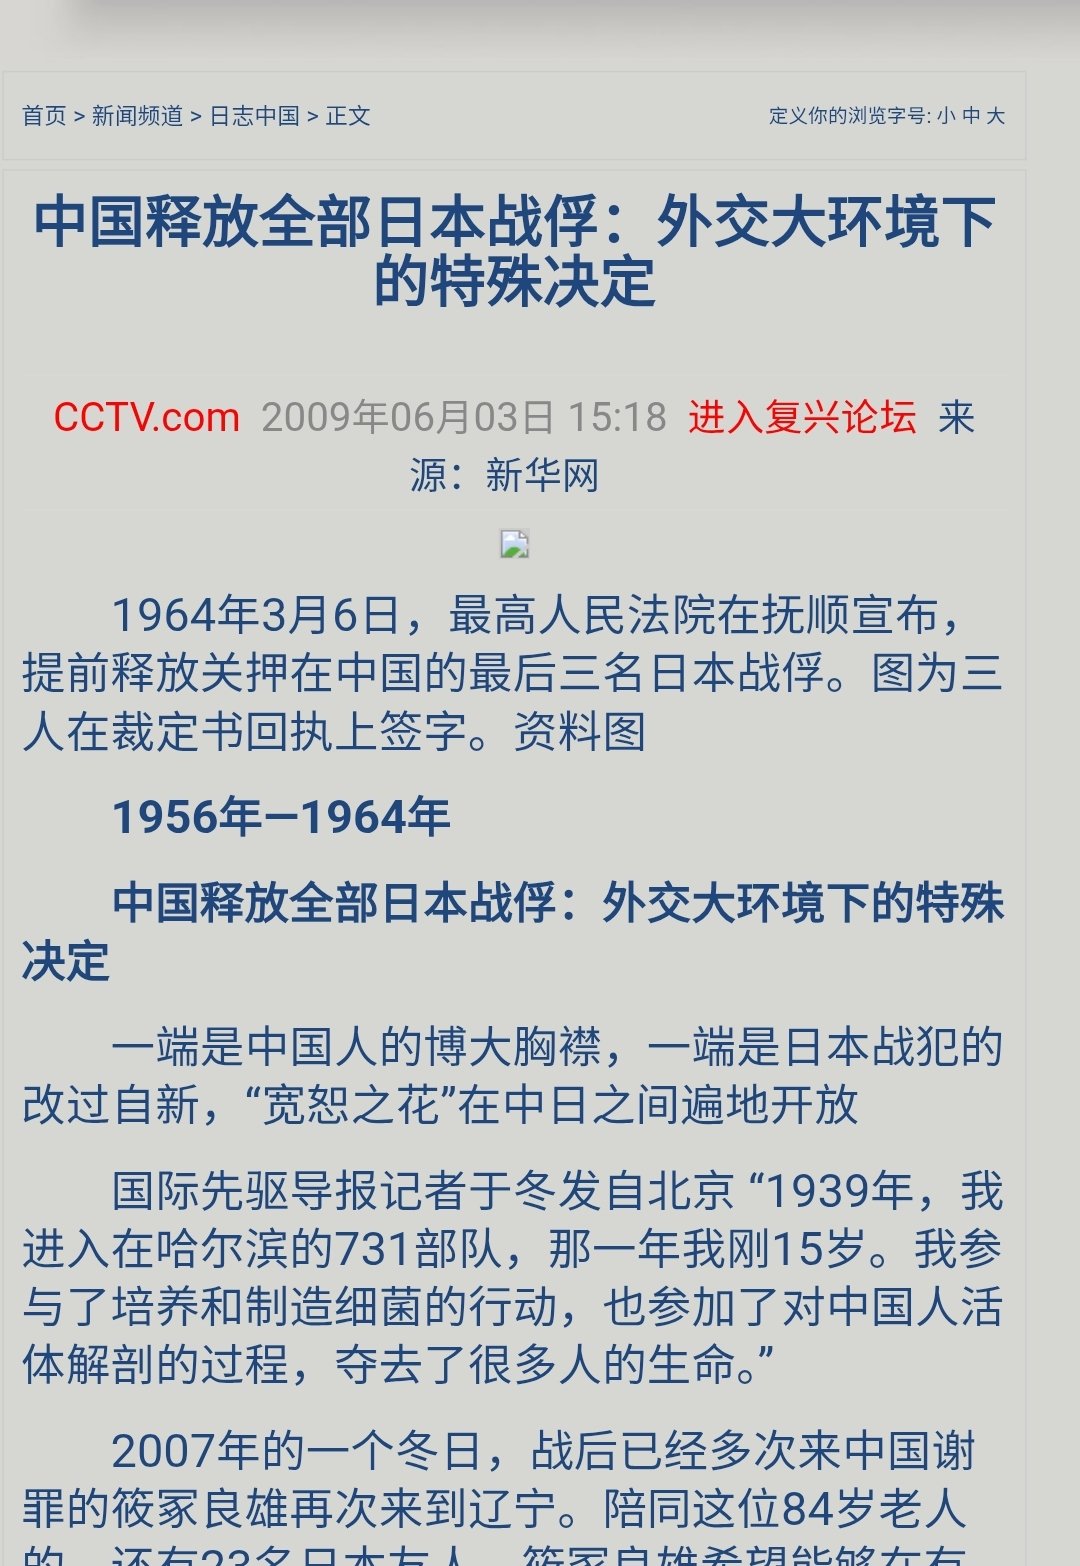 首页 > 新闻频道 > 日志中国 > 正文
定义你的浏览字号: 小 中 大
中国释放全部日本战俘：外交大环境下
的特殊决定
CCTV.com 2009年06月03日 15:18 进入复兴论坛 来
源：新华网
1964年3月6日，最高人民法院在抚顺宣布，
提前释放关押在中国的最后三名日本战俘。图为三
人在裁定书回执上签字。资料图
1956年—1964年
中国释放全部日本战俘：外交大环境下的特殊
决定
一端是中国人的博大胸襟，一端是日本战犯的
改过自新，“宽恕之花”在中日之间遍地开放
国际先驱导报记者于冬发自北京 “1939年，我
进入在哈尔滨的731部队，那一年我刚15岁。我参
与了培养和制造细菌的行动，也参加了对中国人活
体解剖的过程，夺去了很多人的生命。”
2007年的一个冬日，战后已经多次来中国谢
罪的筱冢良雄再次来到辽宁。陪同这位84岁老人
的，还有23名日本友人。筱冢良雄希望能够在有